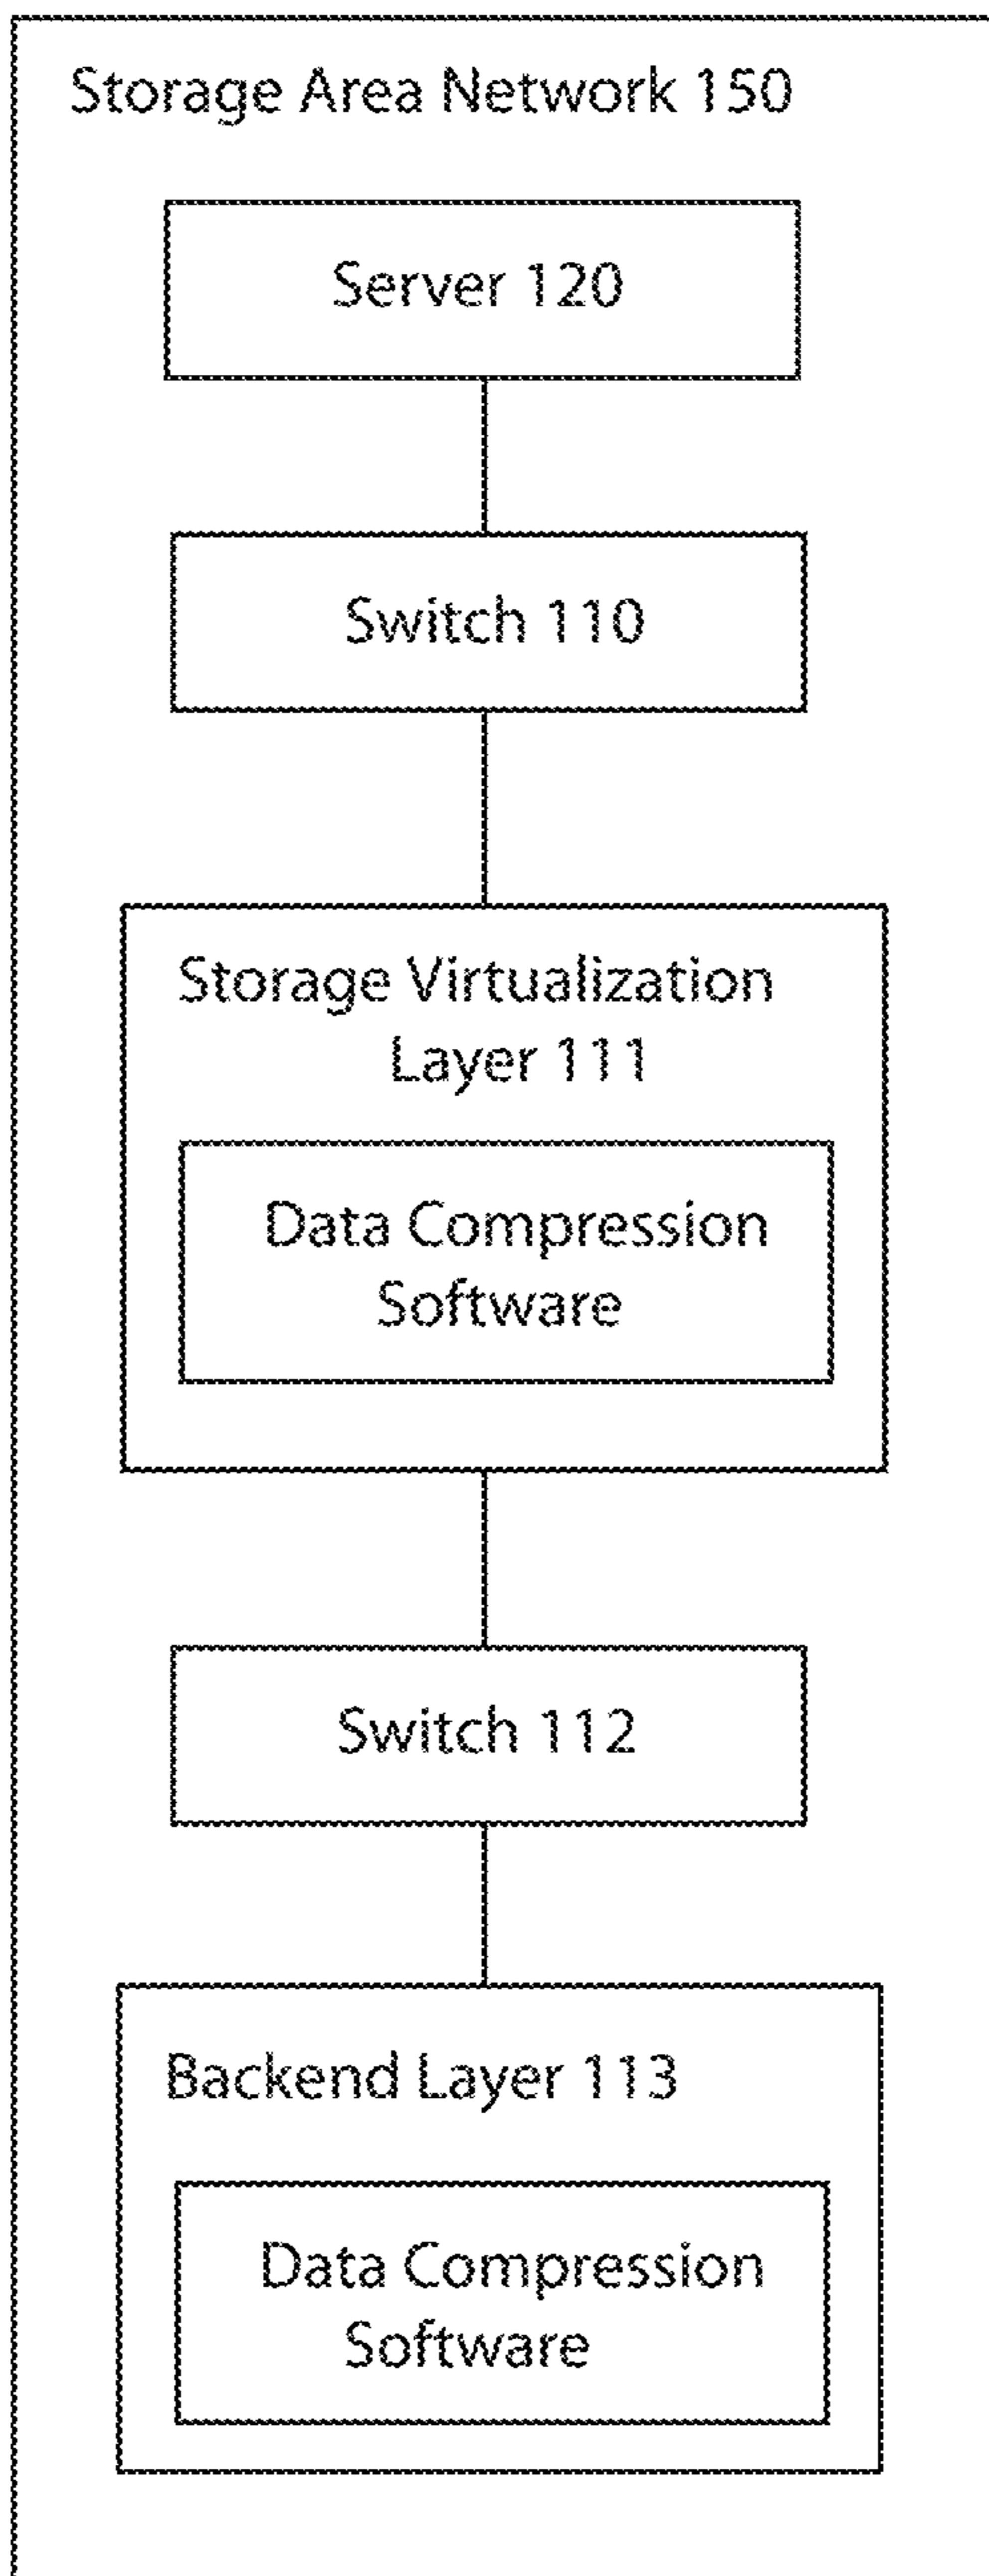 Storage Area Network 150
Server 120
Switch 110
Storage Virtualization
Layer 111
Data Compression
Software
Switch 112
Backend Layer 113
Data Compression
Software